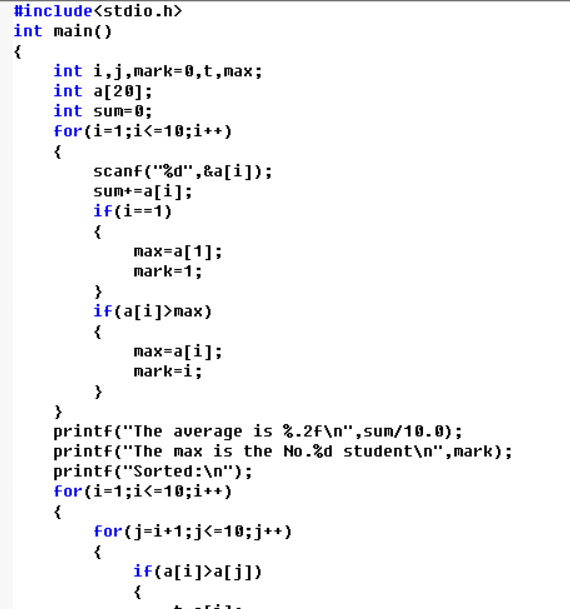 #include<stdio.h>
int main()
{
    int i,j,mark=0,t,max;
    int a[20];
    int sum=0;
    for(i=1;i<=10;i++)
    {
        scanf("%d",&a[i]);
        sum+=a[i];
        if(i==1)
        {
            max=a[1];
            mark=1;
        }
        if(a[i]>max)
        {
            max=a[i];
            mark=i;
        }
    }
    printf("The average is %.2f\n",sum/10.0);
    printf("The max is the No.%d student\n",mark);
    printf("Sorted:\n");
    for(i=1;i<=10;i++)
    {
        for(j=i+1;j<=10;j++)
        {
            if(a[i]>a[j])
            {